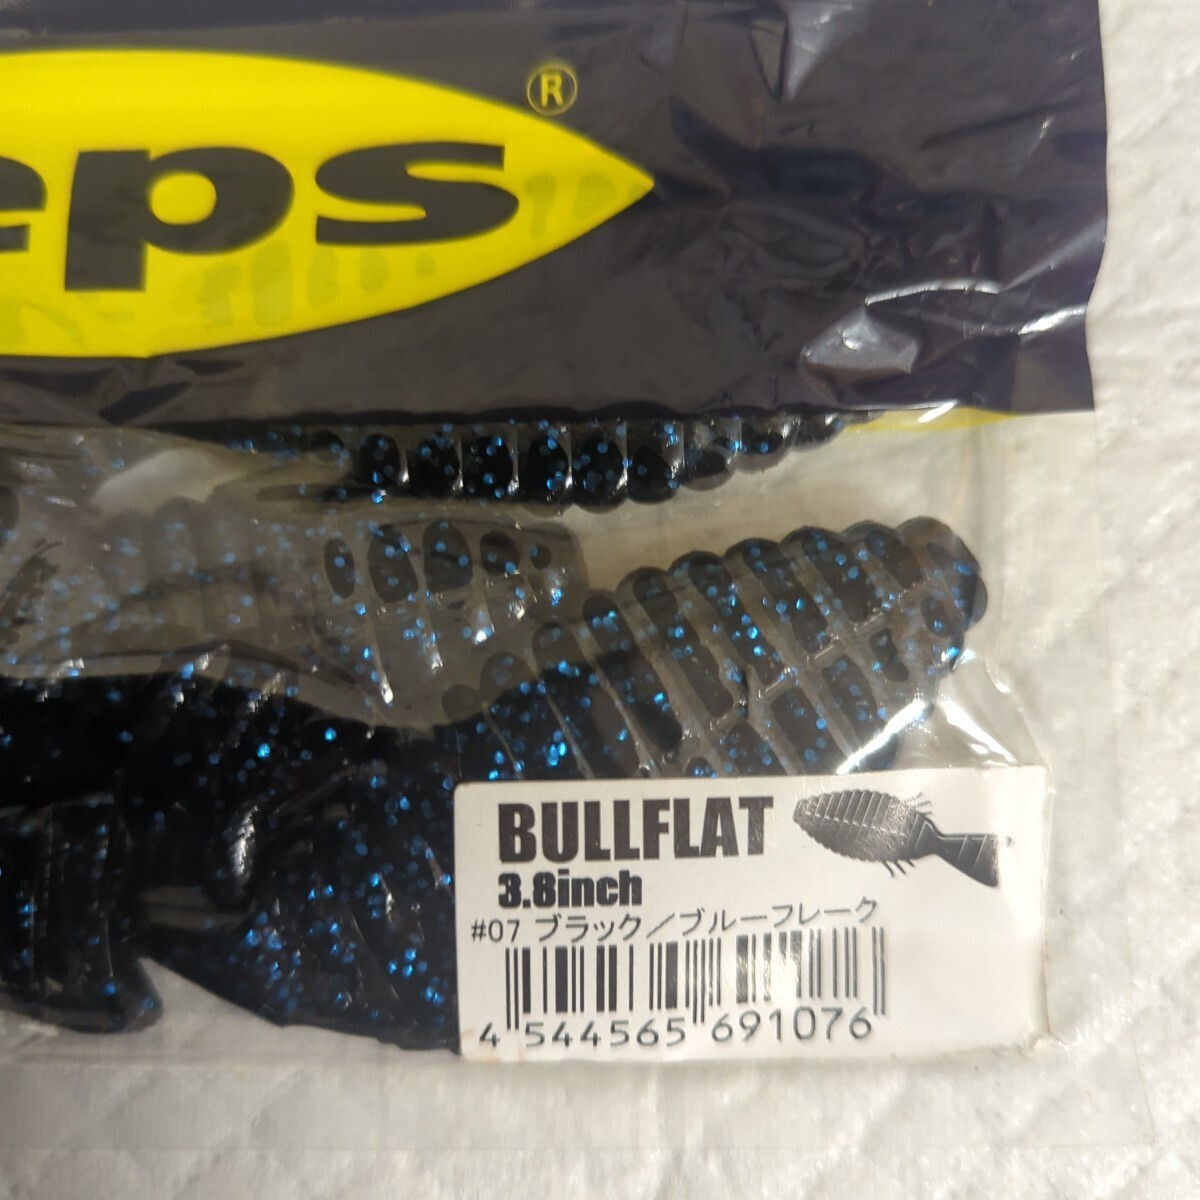 eps®
BULLFLAT
3.8inch
#07 ブラック／ブルーフレーク
4 544565 691076